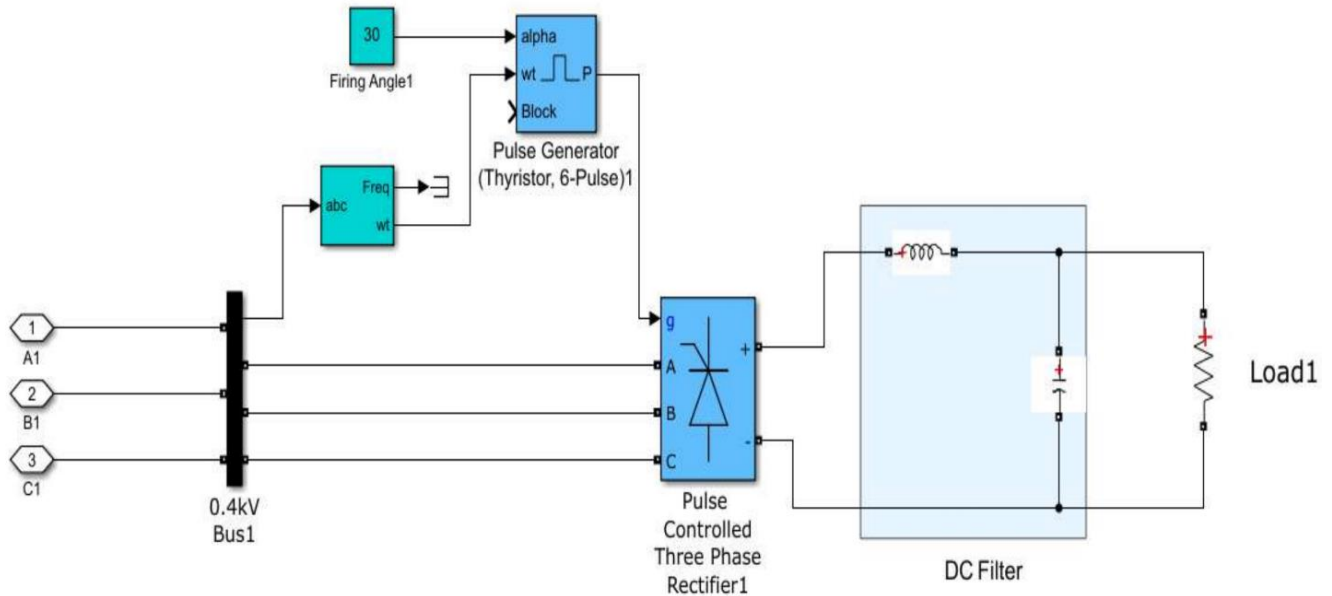 30
Firing Angle1
alpha
wt
P
Block
Pulse Generator
(Thyristor, 6-Pulse)1
Freq
abc
wt
1
A1
2
B1
3
C1
0.4kV
Bus1
g
A
B
C
+
-
Pulse
Controlled
Three Phase
Rectifier1
+
+
+
Load1
DC Filter